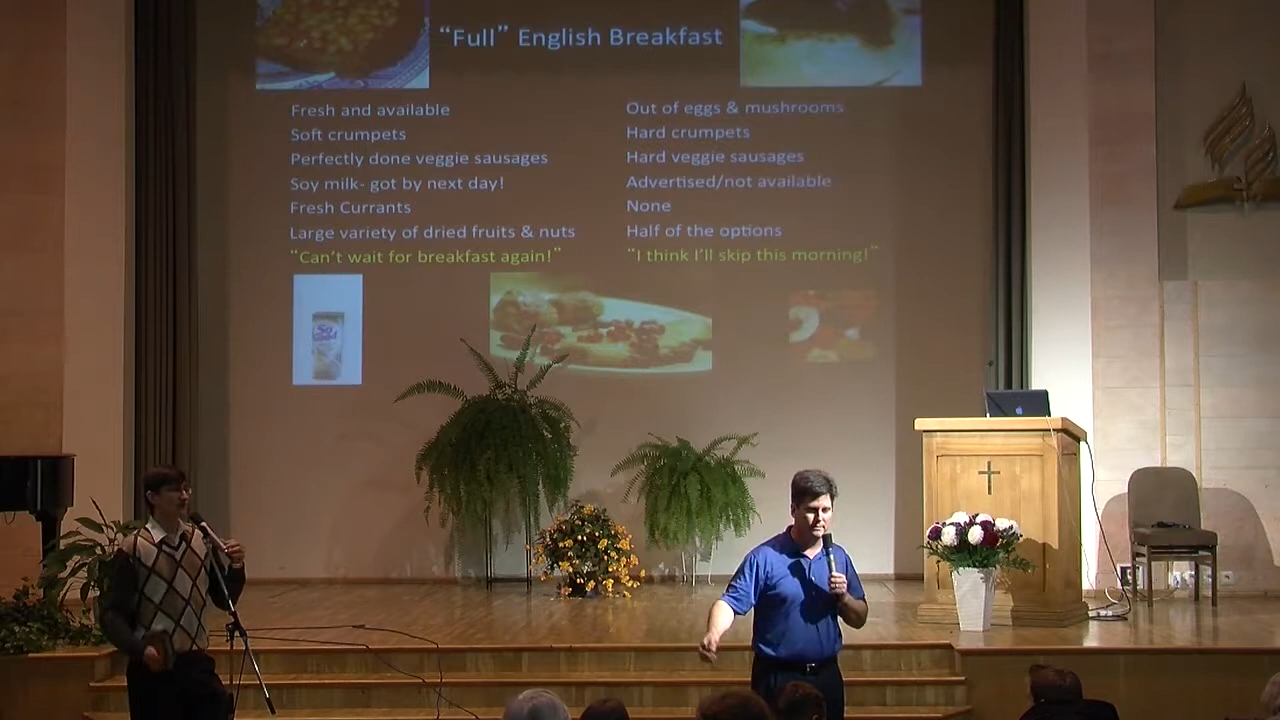 “Full” English Breakfast
Fresh and available
Soft crumpets
Perfectly done veggie sausages
Soy milk- got by next day!
Fresh Currants
Large variety of dried fruits & nuts
“Can’t wait for breakfast again!”
Out of eggs & mushrooms
Hard crumpets
Hard veggie sausages
Advertised/not available
None
Half of the options
“I think I’ll skip this morning!”
So